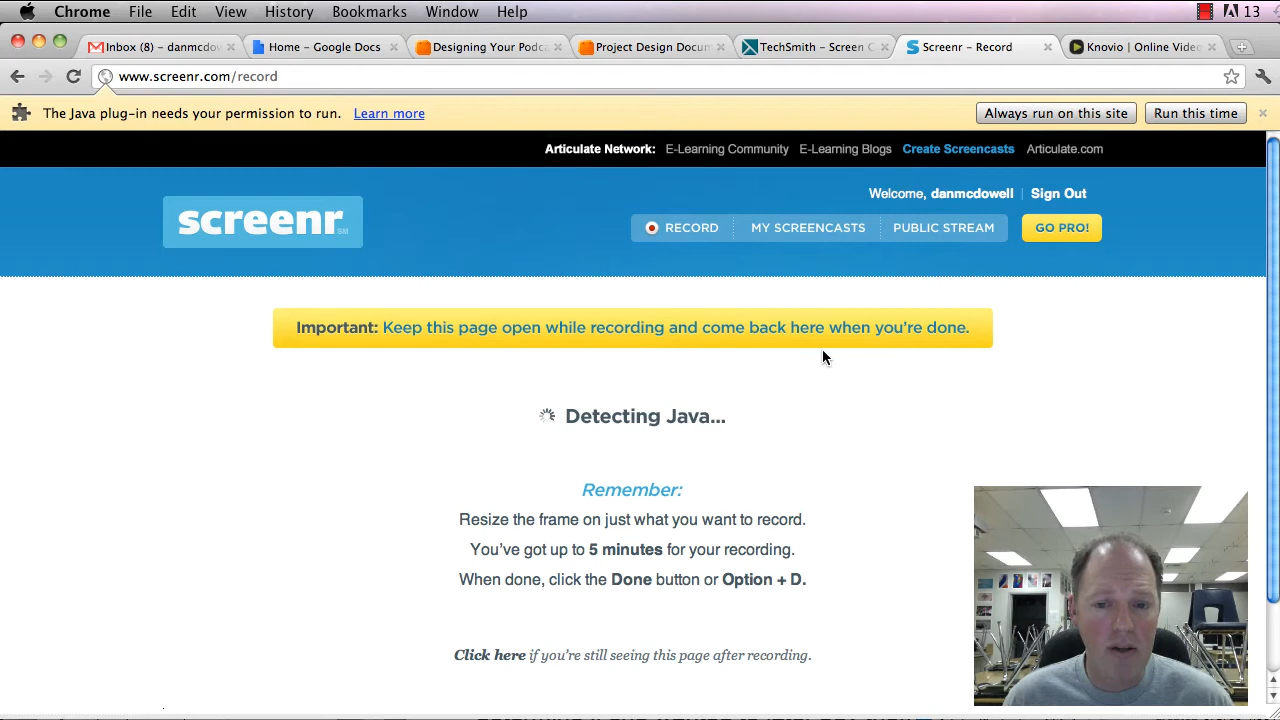 Chrome File Edit View History Bookmarks Window Help 13
Inbox (8) – danmcdo Home – Google Docs Designing Your Podca Project Design Docum TechSmith – Screen C Screenr – Record Knovio | Online Video
www.screenr.com/record
The Java plug-in needs your permission to run. Learn more Always run on this site Run this time
Articulate Network: E-Learning Community E-Learning Blogs Create Screencasts Articulate.com
Welcome, danmcdowell Sign Out
screenr SM
RECORD MY SCREENCASTS PUBLIC STREAM GO PRO!
Important: Keep this page open while recording and come back here when you're done.
Detecting Java...
Remember:
Resize the frame on just what you want to record.
You've got up to 5 minutes for your recording.
When done, click the Done button or Option + D.
Click here if you're still seeing this page after recording.